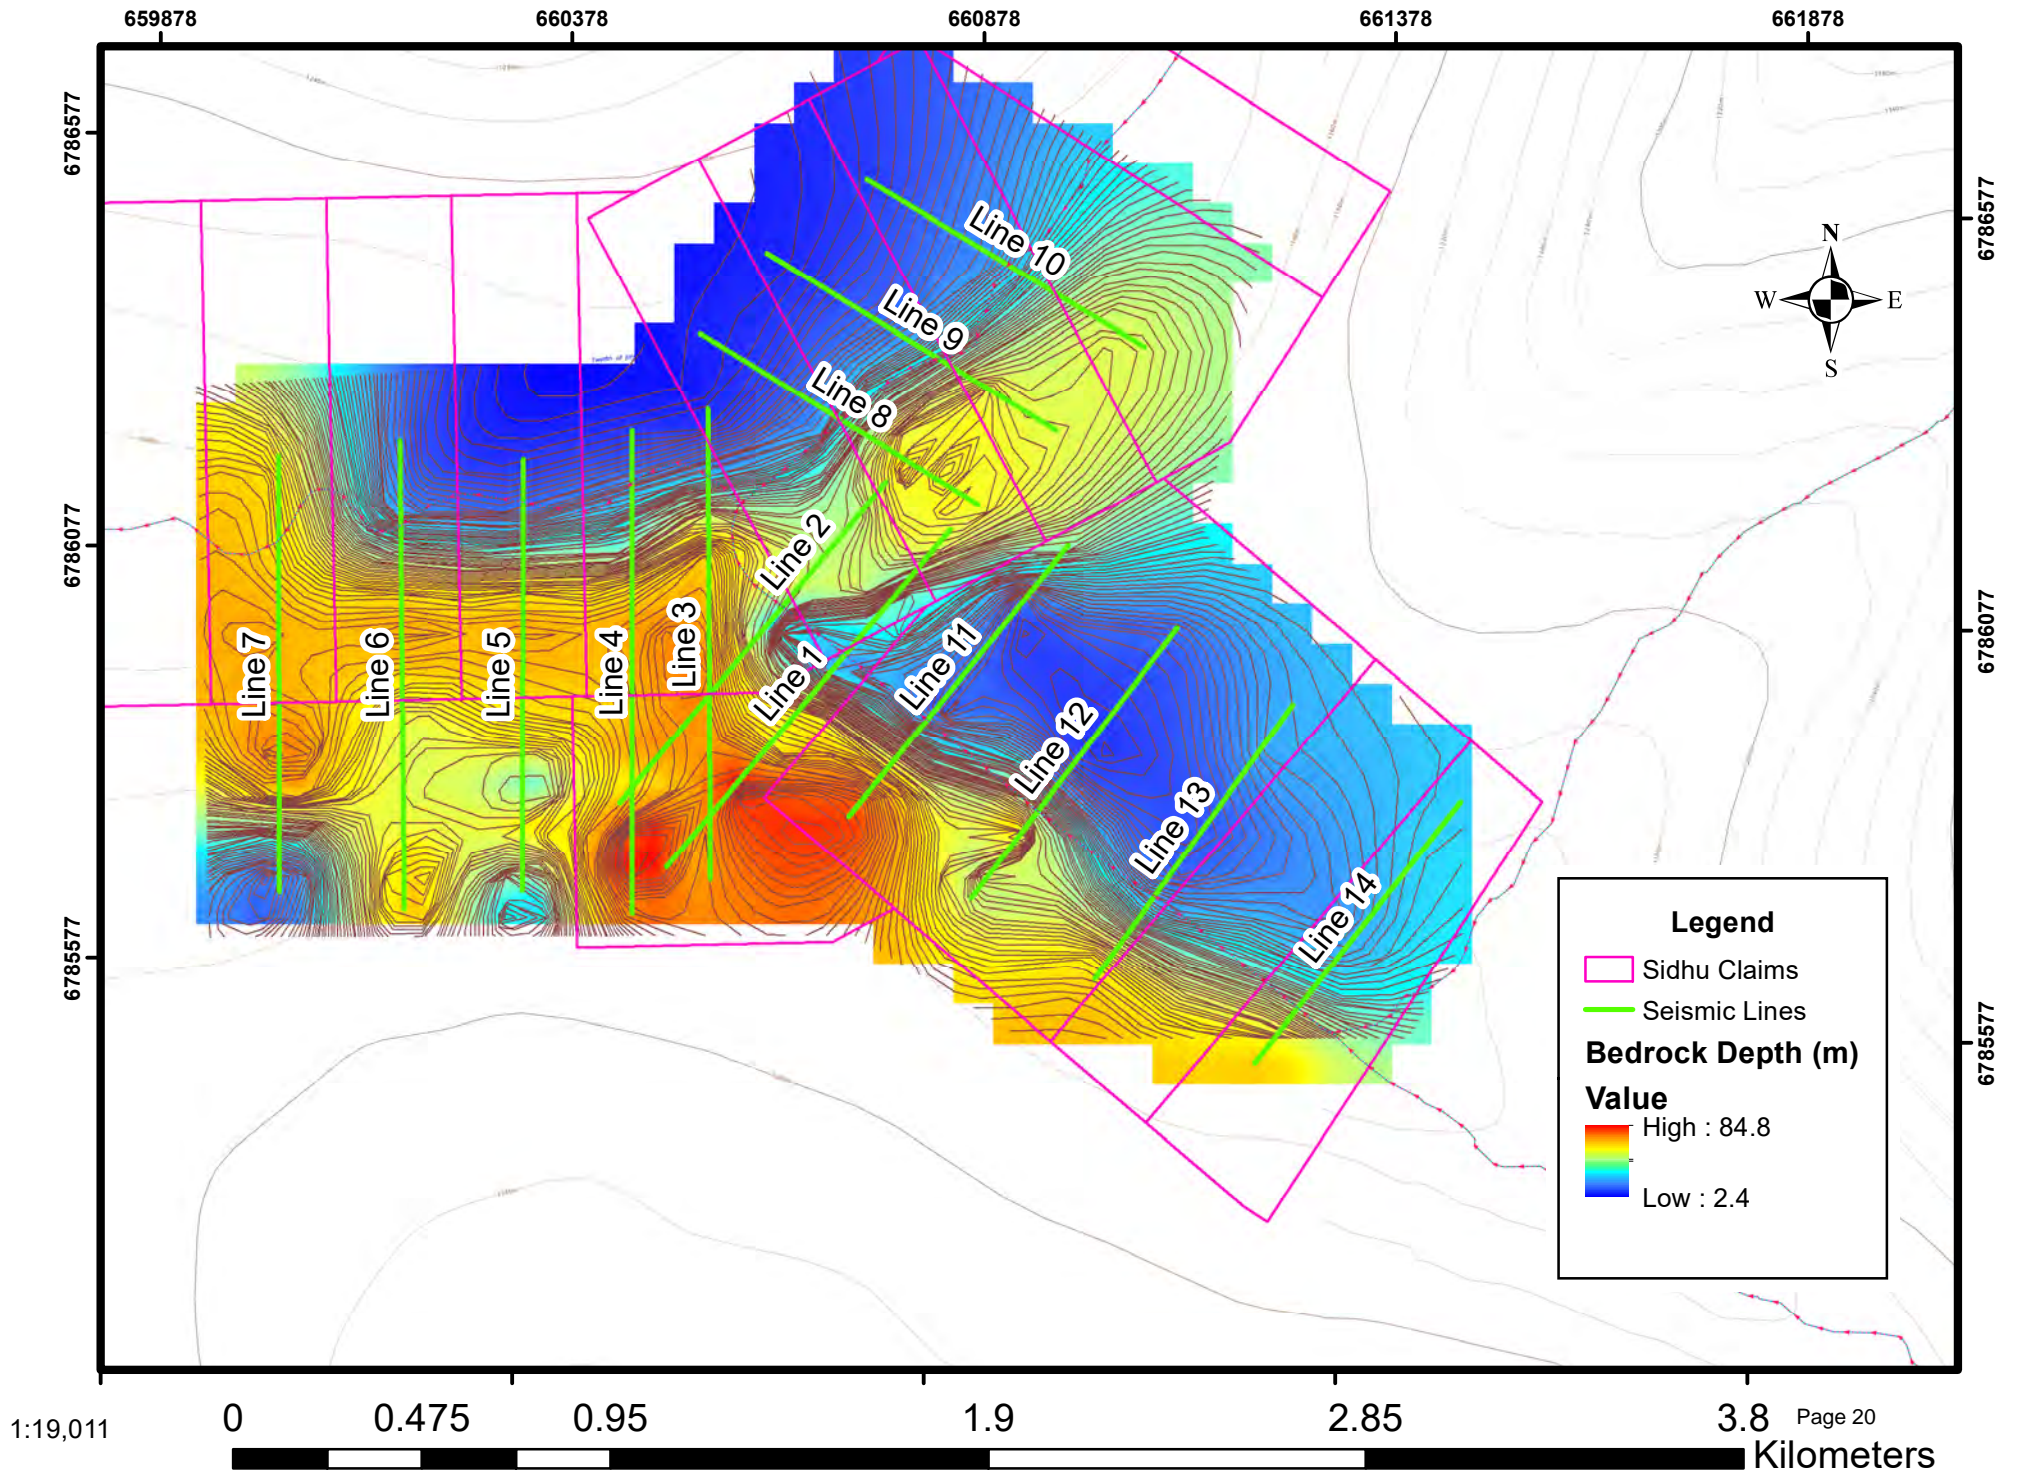 659878 660378 660878 661378 661878
6786577
6786577
6786077
6786077
6785577
6785577
N
W E
S
Line 10
Line 9
Line 8
Line 2
Line 3
Line 4
Line 5
Line 6
Line 7
Line 1
Line 11
Line 12
Line 13
Line 14
Legend
Sidhu Claims
Seismic Lines
Bedrock Depth (m)
Value
High : 84.8
Low : 2.4
1:19,011
0 0.475 0.95 1.9 2.85 3.8
Page 20
Kilometers